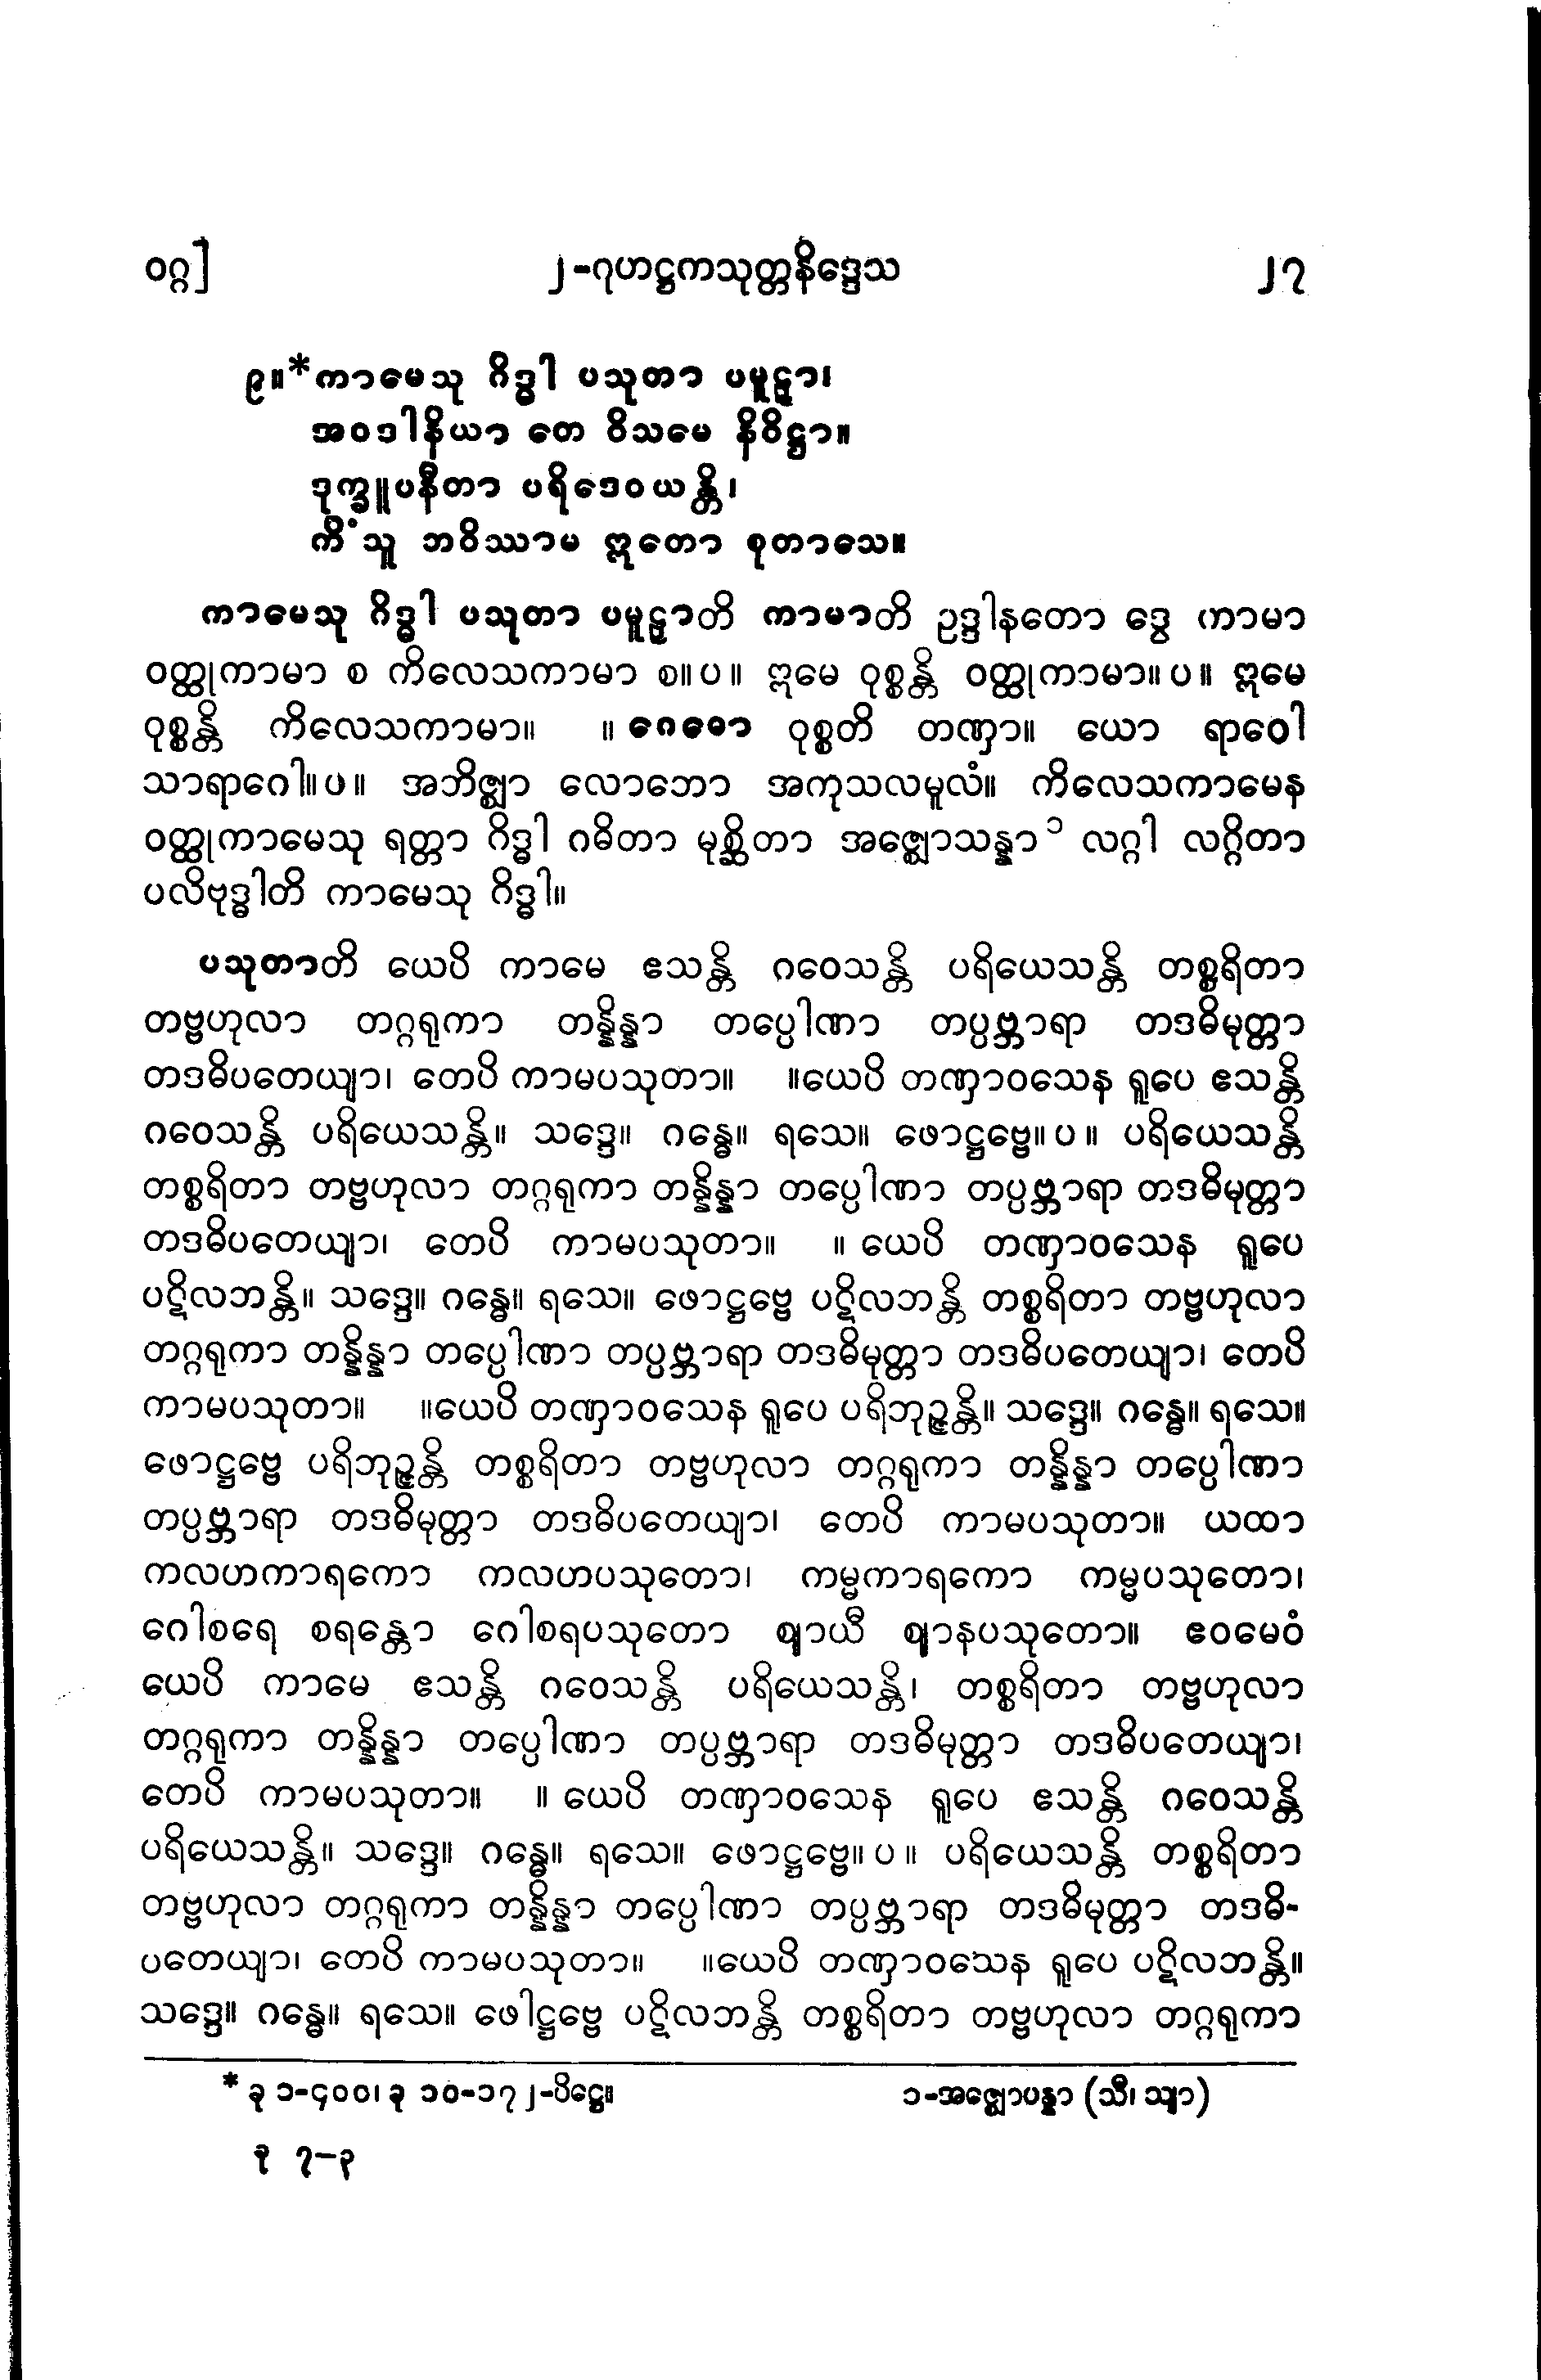 ဝဂ္ဂ] ၂-ဂုဟဋ္ဌကသုတ္တနိဒ္ဒေသ ၂၇
၉။*ကာမေသု ဂိဒ္ဓါ ပသုတာ ပမူဠှာ၊
အဝဒါနိယာ တေ ဝိသမေ နိဝိဋ္ဌာ။
ဒုက္ခူပနီတာ ပရိဒေဝယန္တိ၊
ကိံသူ ဘဝိဿာမ ဣတော စုတာသေ။
ကာမေသု ဂိဒ္ဓါ ပသုတာ ပမူဠှာတိ ကာမာတိ ဥဒ္ဒါနတော ဒွေ ကာမာ
ဝတ္ထုကာမာ စ ကိလေသကာမာ စ။ ပ ။ ဣမေ ဝုစ္စန္တိ ဝတ္ထုကာမာ။ ပ ။ ဣမေ
ဝုစ္စန္တိ ကိလေသကာမာ။ ။ ဂေဓော ဝုစ္စတိ တဏှာ။ ယော ရာဂေါ
သာရာဂေါ။ ပ ။ အဘိဇ္ဈာ လောဘော အကုသလမူလံ။ ကိလေသကာမေန
ဝတ္ထုကာမေသု ရတ္တာ ဂိဒ္ဓါ ဂဓိတာ မုစ္ဆိတာ အဇ္ဈောသန္နာ ၁ လဂ္ဂါ လဂ္ဂိတာ
ပလိဗုဒ္ဓါတိ ကာမေသု ဂိဒ္ဓါ။
ပသုတာတိ ယေပိ ကာမေ ဧသန္တိ ဂဝေသန္တိ ပရိယေသန္တိ တစ္စရိတာ
တဗ္ဗဟုလာ တဂ္ဂရုကာ တန္နိန္နာ တပ္ပေါဏာ တပ္ပဗ္ဘာရာ တဒဓိမုတ္တာ
တဒဓိပတေယျာ၊ တေပိ ကာမပသုတာ။ ။ယေပိ တဏှာဝသေန ရူပေ ဧသန္တိ
ဂဝေသန္တိ ပရိယေသန္တိ။ သဒ္ဒေ။ ဂန္ဓေ။ ရသေ။ ဖောဋ္ဌဗ္ဗေ။ ပ ။ ပရိယေသန္တိ
တစ္စရိတာ တဗ္ဗဟုလာ တဂ္ဂရုကာ တန္နိန္နာ တပ္ပေါဏာ တပ္ပဗ္ဘာရာ တဒဓိမုတ္တာ
တဒဓိပတေယျာ၊ တေပိ ကာမပသုတာ။ ။ ယေပိ တဏှာဝသေန ရူပေ
ပဋိလဘန္တိ။ သဒ္ဒေ။ ဂန္ဓေ။ ရသေ။ ဖောဋ္ဌဗ္ဗေ ပဋိလဘန္တိ တစ္စရိတာ တဗ္ဗဟုလာ
တဂ္ဂရုကာ တန္နိန္နာ တပ္ပေါဏာ တပ္ပဗ္ဘာရာ တဒဓိမုတ္တာ တဒဓိပတေယျာ၊ တေပိ
ကာမပသုတာ။ ။ယေပိ တဏှာဝသေန ရူပေ ပရိဘုဉ္ဇန္တိ။ သဒ္ဒေ။ ဂန္ဓေ။ ရသေ။
ဖောဋ္ဌဗ္ဗေ ပရိဘုဉ္ဇန္တိ တစ္စရိတာ တဗ္ဗဟုလာ တဂ္ဂရုကာ တန္နိန္နာ တပ္ပေါဏာ
တပ္ပဗ္ဘာရာ တဒဓိမုတ္တာ တဒဓိပတေယျာ၊ တေပိ ကာမပသုတာ။ ယထာ
ကလဟကာရကော ကလဟပသုတော၊ ကမ္မကာရကော ကမ္မပသုတော၊
ဂေါစရေ စရန္တော ဂေါစရပသုတော ဈာယီ ဈာနပသုတော။ ဧဝမေဝံ
ယေပိ ကာမေ ဧသန္တိ ဂဝေသန္တိ ပရိယေသန္တိ၊ တစ္စရိတာ တဗ္ဗဟုလာ
တဂ္ဂရုကာ တန္နိန္နာ တပ္ပေါဏာ တပ္ပဗ္ဘာရာ တဒဓိမုတ္တာ တဒဓိပတေယျာ၊
တေပိ ကာမပသုတာ။ ။ ယေပိ တဏှာဝသေန ရူပေ ဧသန္တိ ဂဝေသန္တိ
ပရိယေသန္တိ။ သဒ္ဒေ။ ဂန္ဓေ။ ရသေ။ ဖောဋ္ဌဗ္ဗေ။ ပ ။ ပရိယေသန္တိ တစ္စရိတာ
တဗ္ဗဟုလာ တဂ္ဂရုကာ တန္နိန္နာ တပ္ပေါဏာ တပ္ပဗ္ဘာရာ တဒဓိမုတ္တာ တဒဓိ-
ပတေယျာ၊ တေပိ ကာမပသုတာ။ ။ယေပိ တဏှာဝသေန ရူပေ ပဋိလဘန္တိ။
သဒ္ဒေ။ ဂန္ဓေ။ ရသေ။ ဖေါဋ္ဌဗ္ဗေ ပဋိလဘန္တိ တစ္စရိတာ တဗ္ဗဟုလာ တဂ္ဂရုကာ
* ခု ၁-၄၀၀၊ ခု ၁၀-၁၇၂-ပိဋ္ဌေ။ ၁-အဇ္ဈောပန္နာ (သီ၊ သျာ)
ခု ၇-၃